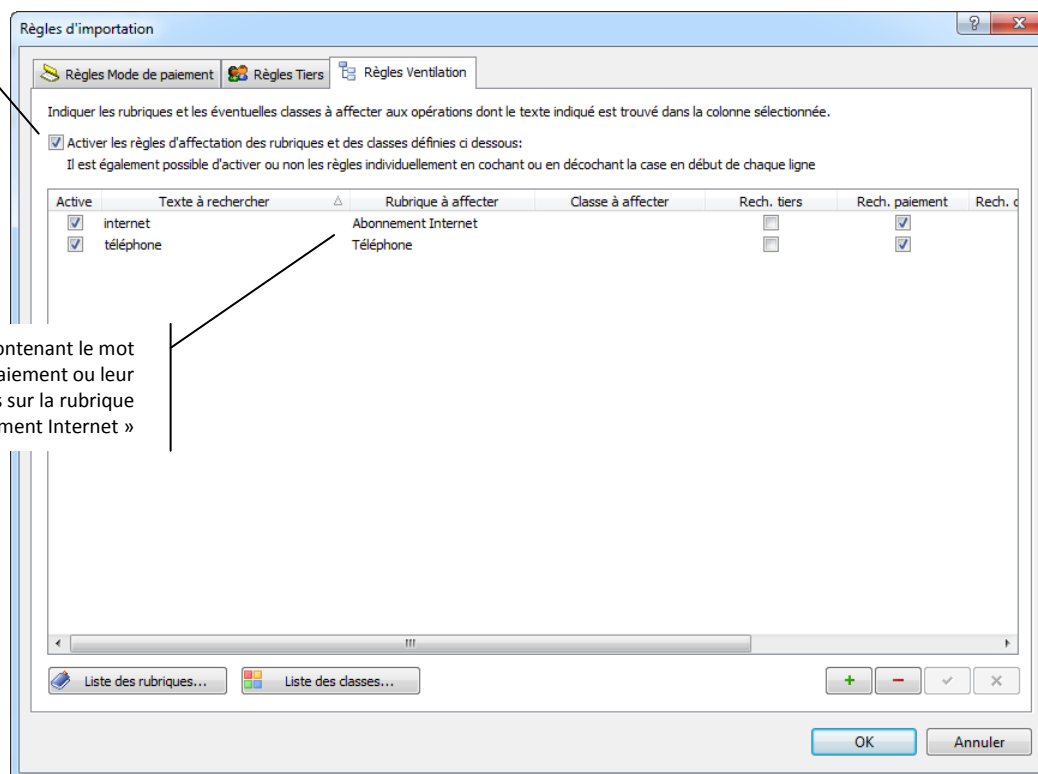 Règles d'importation
Règles Mode de paiement Règles Tiers Règles Ventilation
Indiquer les rubriques et les éventuelles classes à affecter aux opérations dont le texte indiqué est trouvé dans la colonne sélectionnée.
Activer les règles d'affectation des rubriques et des classes définies ci dessous:
Il est également possible d'activer ou non les règles individuellement en cochant ou en décochant la case en début de chaque ligne
Active Texte à rechercher Rubrique à affecter Classe à affecter Rech. tiers Rech. paiement Rech.
internet Abonnement Internet
téléphone Téléphone
ontenant le mot
aiement ou leur
s sur la rubrique
ment Internet »
Liste des rubriques... Liste des classes...
OK Annuler